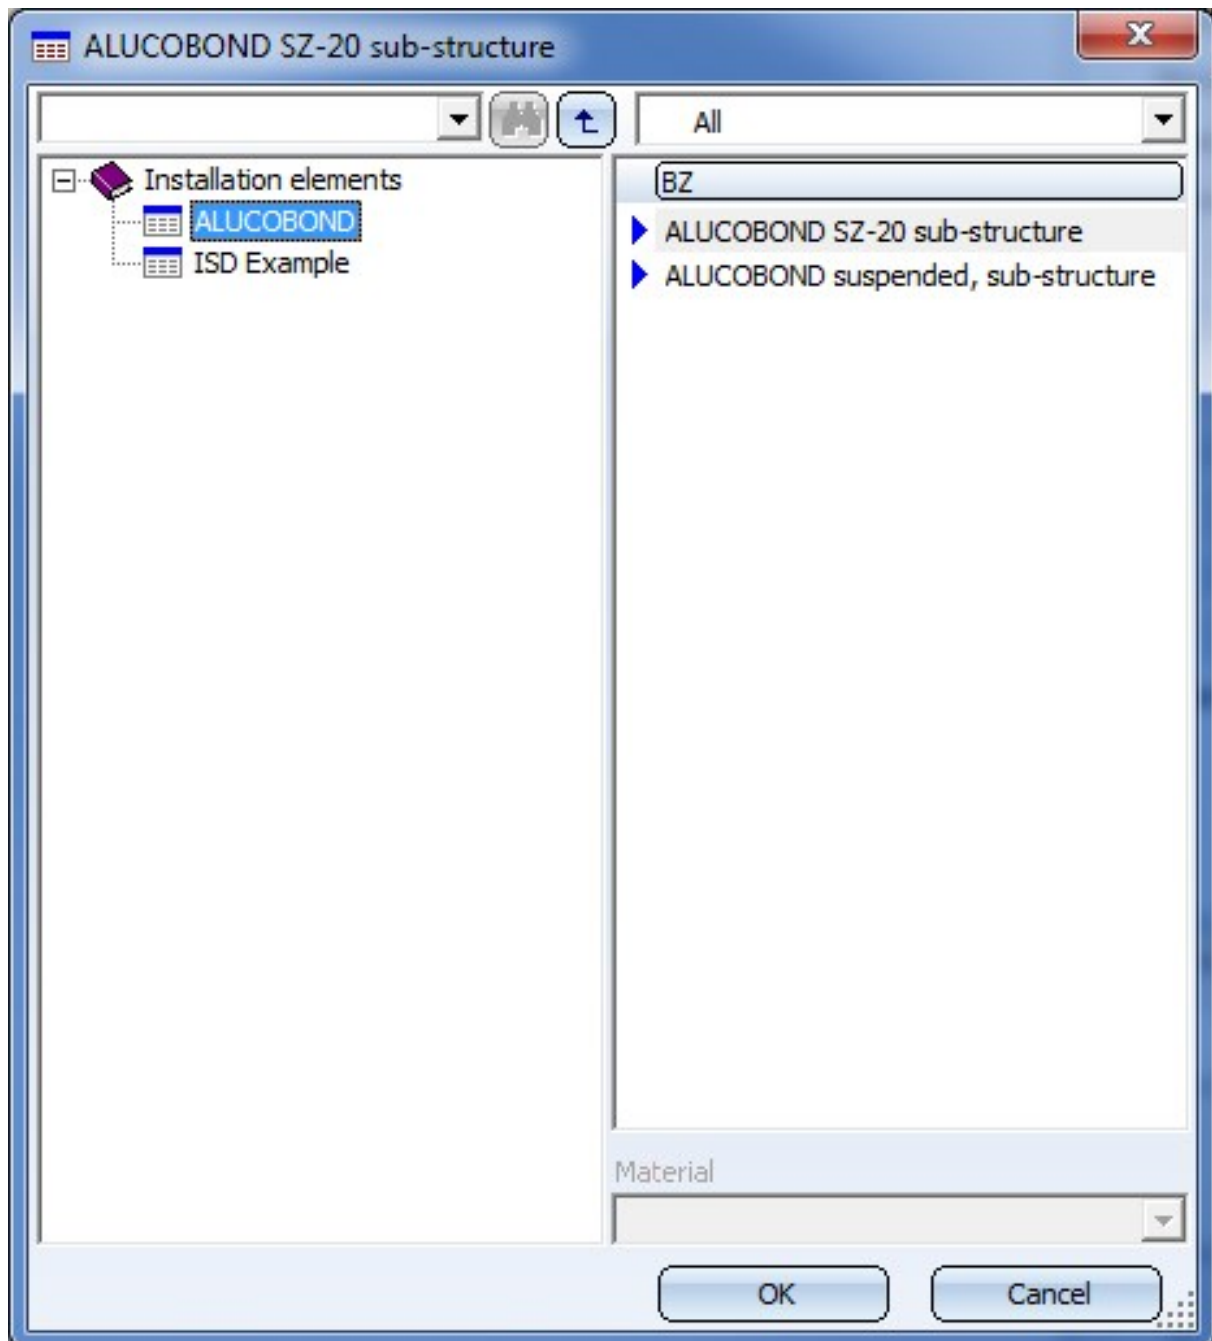 ALUCOBOND SZ-20 sub-structure
All
Installation elements
ALUCOBOND
ISD Example
BZ
ALUCOBOND SZ-20 sub-structure
ALUCOBOND suspended, sub-structure
Material
OK
Cancel